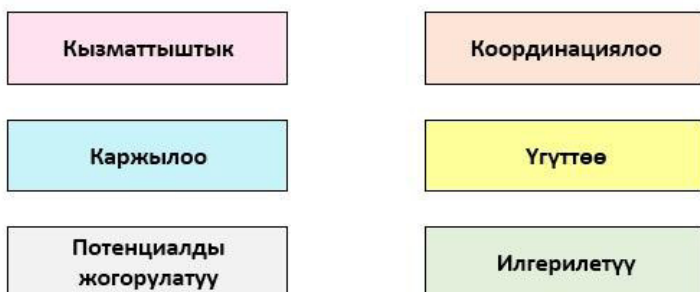 Кызматтыштык
Координациялоо
Каржылоо
Үгүттөө
Потенциалды
жогорулатуу
Илгерилетүү